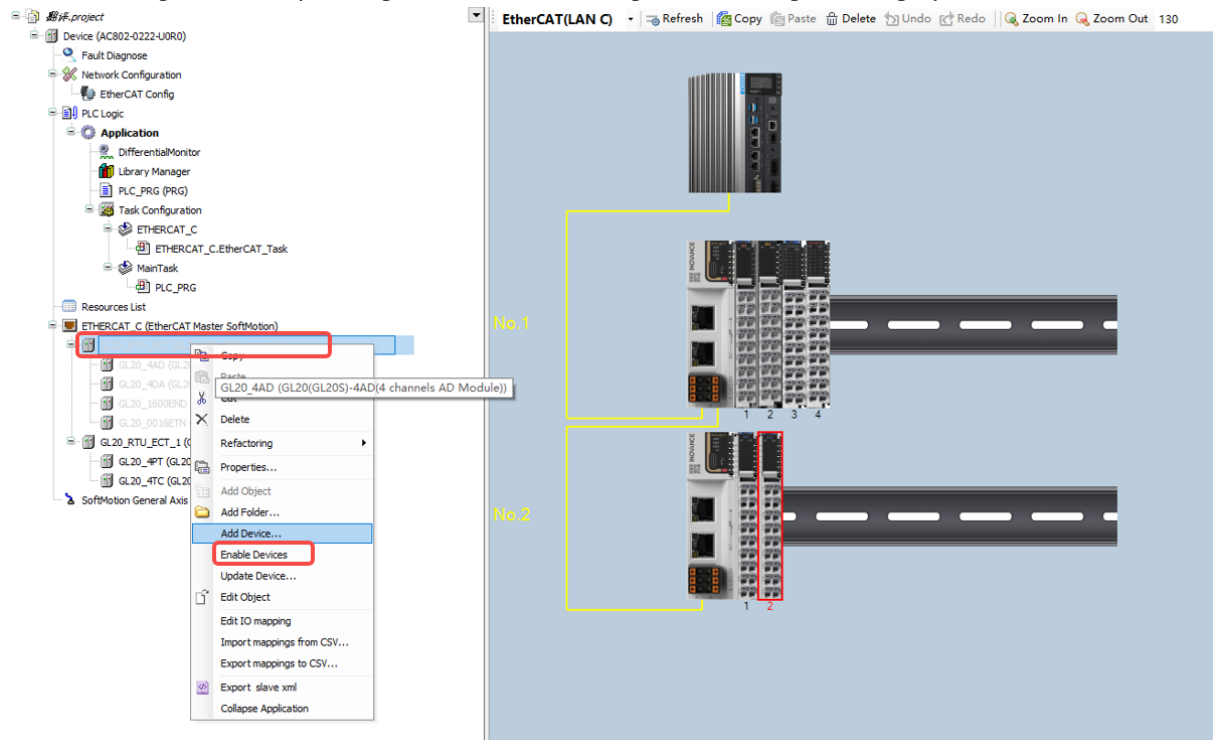 易译.project
Device (AC802-0222-U0R0)
Fault Diagnose
Network Configuration
EtherCAT Config
PLC Logic
Application
DifferentialMonitor
Library Manager
PLC_PRG (PRG)
Task Configuration
ETHERCAT_C
ETHERCAT_C.EtherCAT_Task
MainTask
PLC_PRG
Resources List
ETHERCAT_C (EtherCAT Master SoftMotion)
GL20_4AD (GL20
GL20_4DA (GL20
GL20_1600END
GL20_0016ETN
GL20_RTU_ECT_1 (
GL20_4PT (GL20
GL20_4TC (GL20
SoftMotion General Axis
Copy
Paste
GL20_4AD (GL20(GL20S)-4AD(4 channels AD Module))
Cut
Delete
Refactoring
Properties...
Add Object
Add Folder...
Add Device...
Enable Devices
Update Device...
Edit Object
Edit IO mapping
Import mappings from CSV...
Export mappings to CSV...
Export slave xml
Collapse Application
EtherCAT(LAN C) Refresh Copy Paste Delete Undo Redo Zoom In Zoom Out 130
No.1
INOVANCE
1 2 3 4
No.2
INOVANCE
1 2